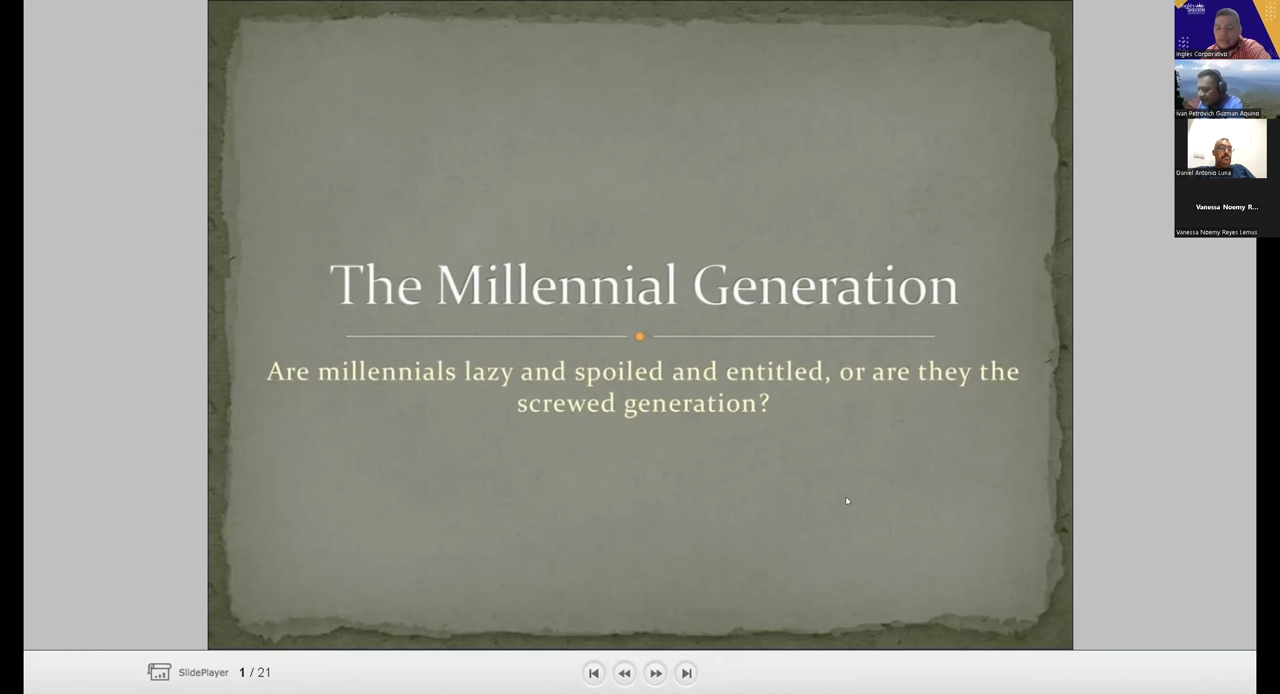 The Millennial Generation
Are millennials lazy and spoiled and entitled, or are they the
screwed generation?
SlidePlayer 1 / 21
Ingles Corporativo
Ivan Petrovich Guzman Aquino
Daniel Antonio Luna
Vanessa Noemy R...
Vanessa Noemy Reyes Lemus